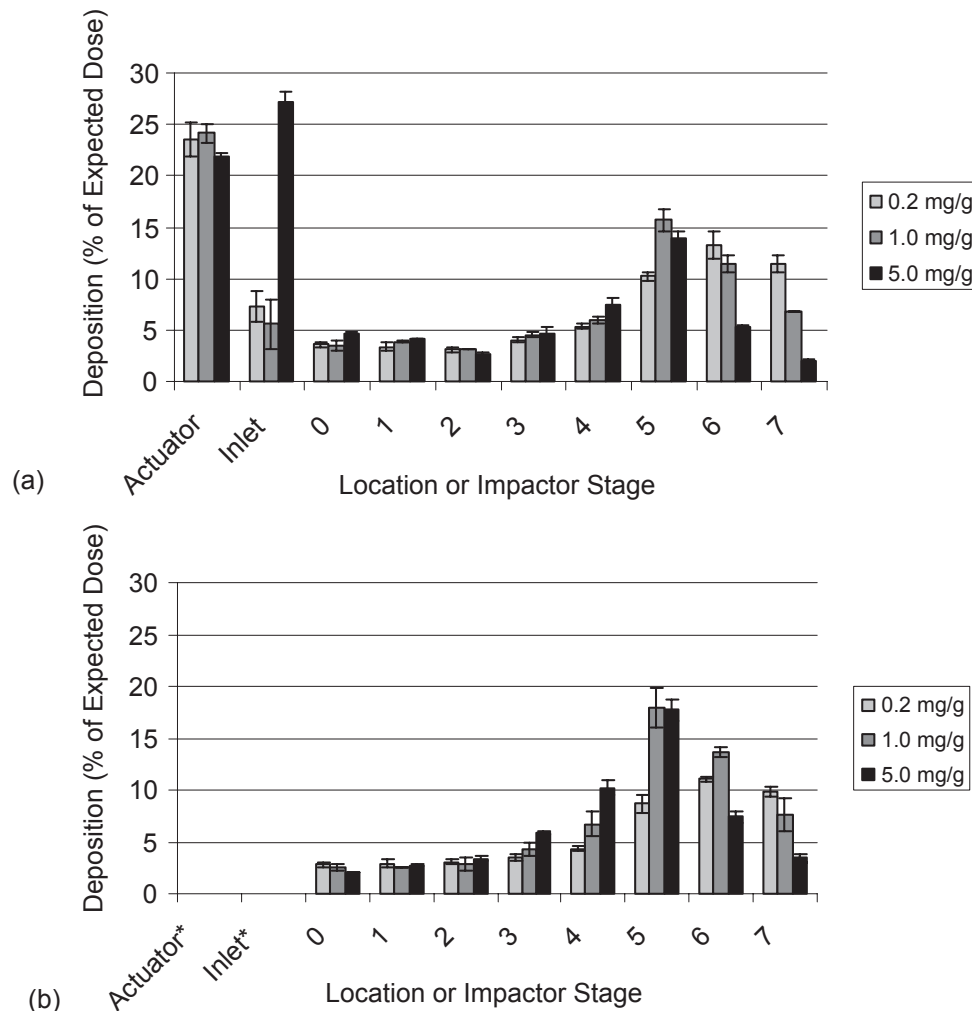 Deposition (% of Expected Dose)
30
25
20
15
10
5
0
Actuator
Inlet
0
1
2
3
4
5
6
7
Location or Impactor Stage
0.2 mg/g
1.0 mg/g
5.0 mg/g
(a)
Deposition (% of Expected Dose)
30
25
20
15
10
5
0
Actuator*
Inlet*
0
1
2
3
4
5
6
7
Location or Impactor Stage
0.2 mg/g
1.0 mg/g
5.0 mg/g
(b)